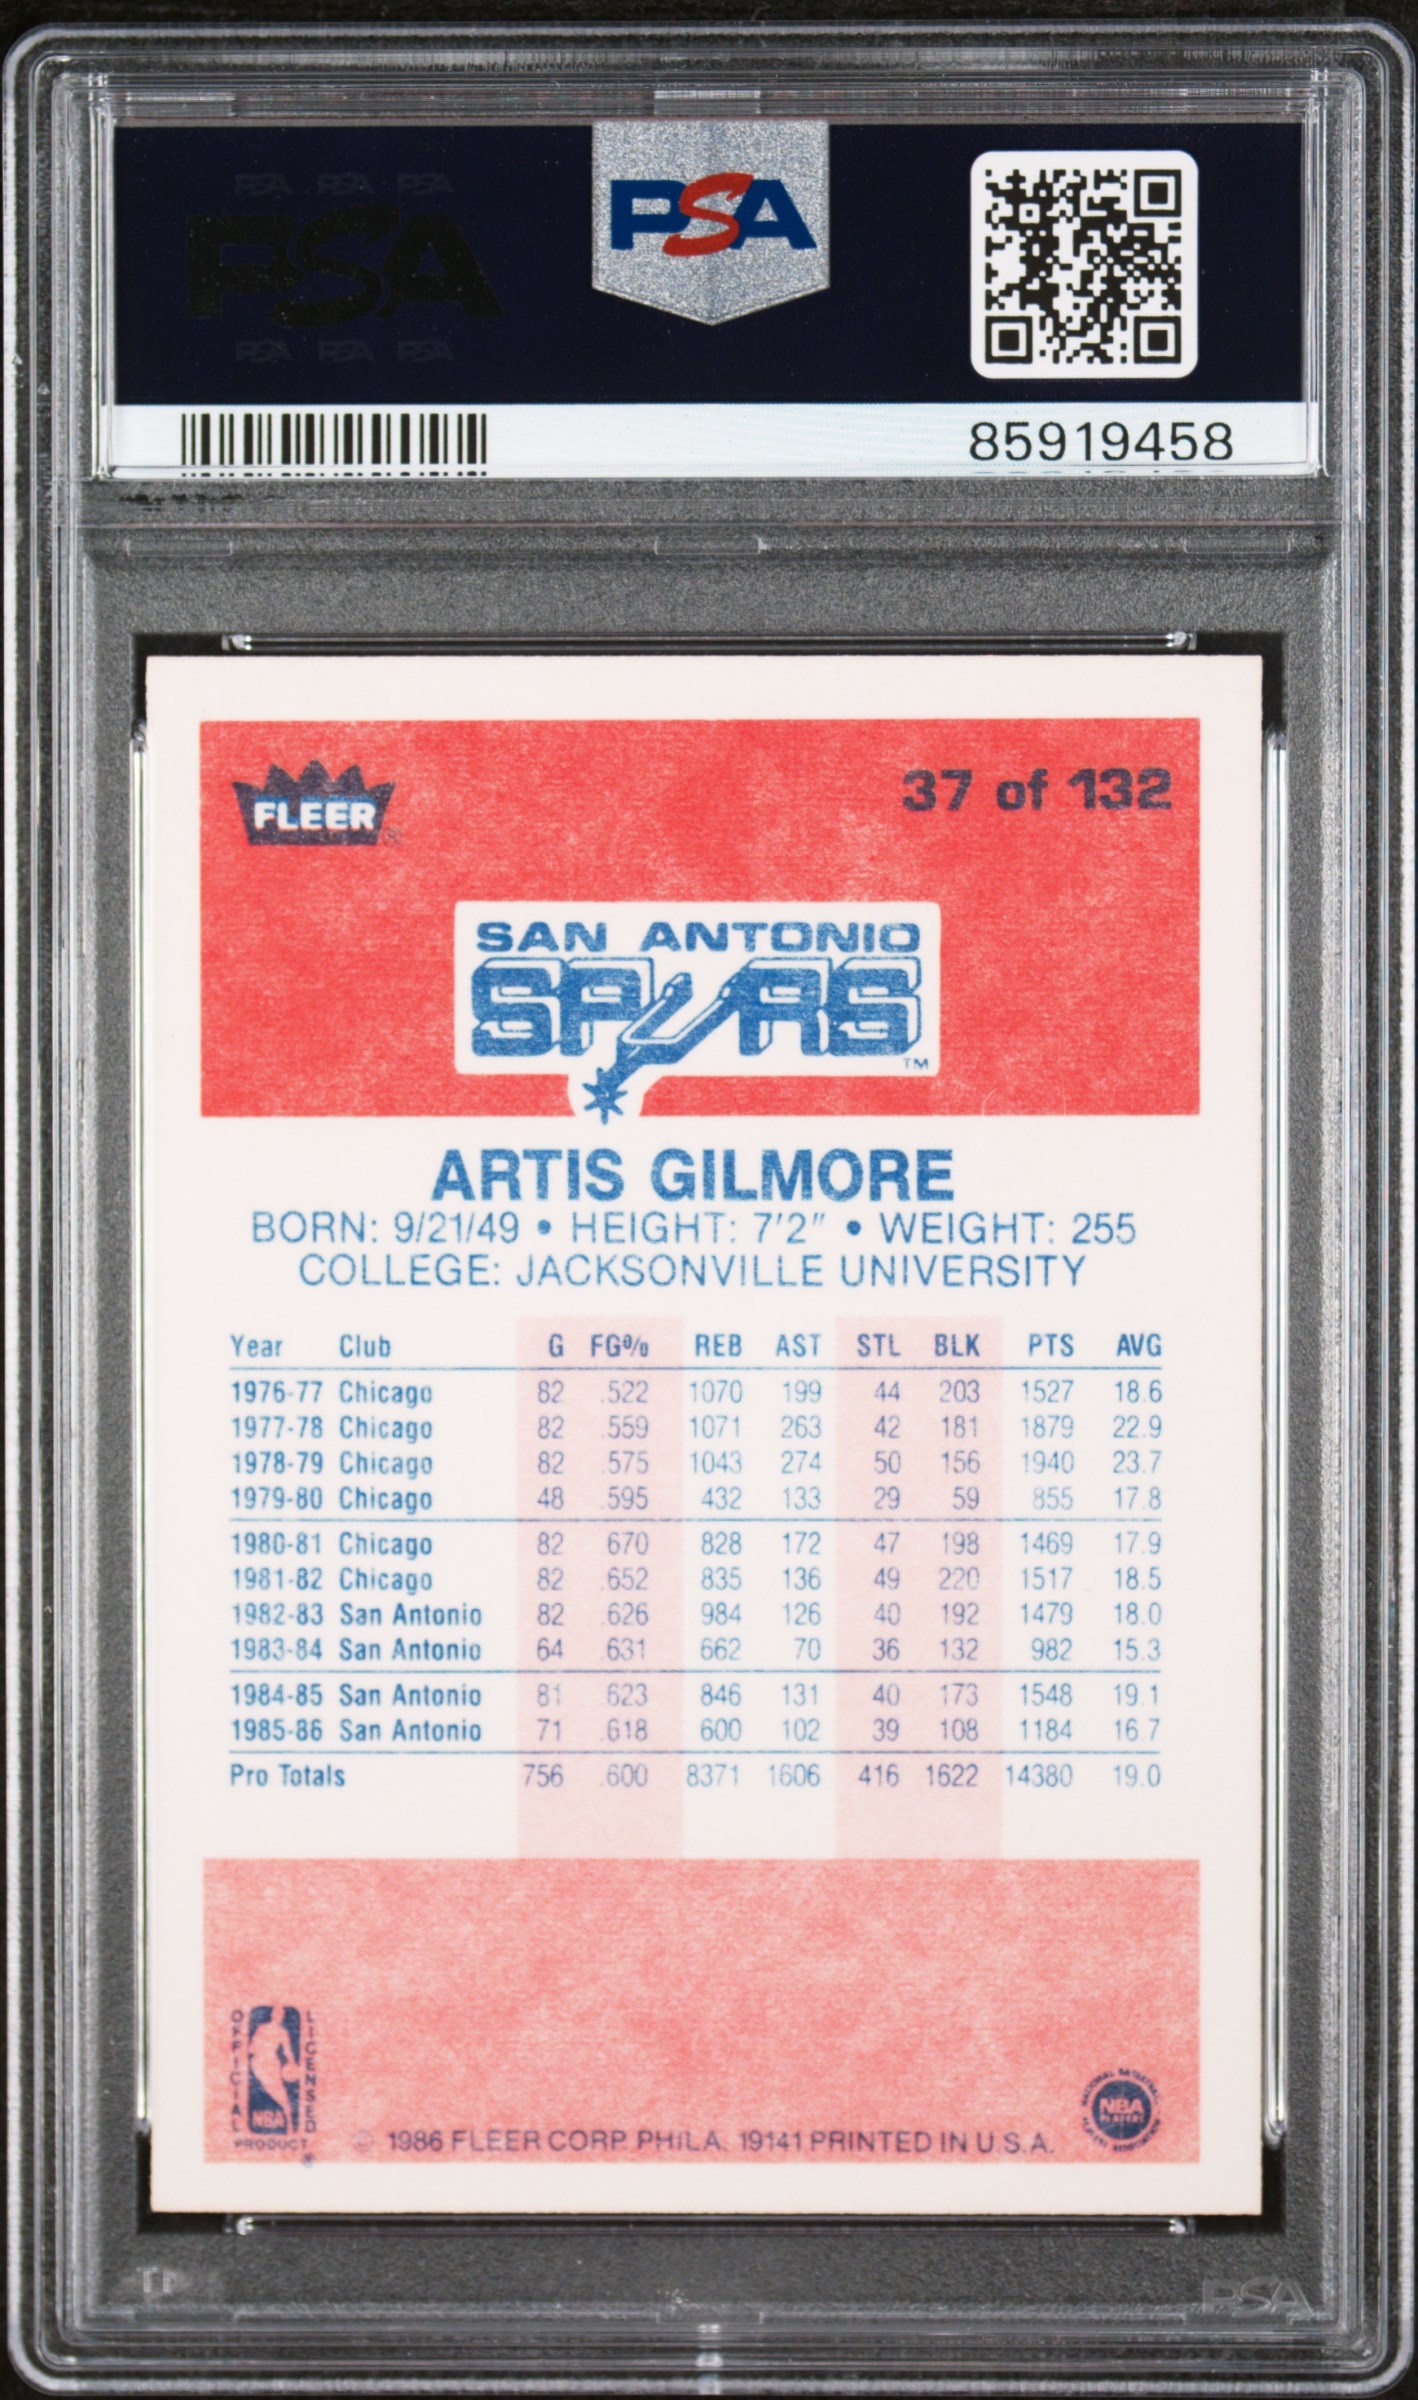 PSA PSA PSA
PSA
PSA PSA PSA
PSA
85919458
FLEER
37 of 132
SAN ANTONIO
SPURS
TM
ARTIS GILMORE
BORN: 9/21/49 • HEIGHT: 7'2" • WEIGHT: 255
COLLEGE: JACKSONVILLE UNIVERSITY
Year Club G FG% REB AST STL BLK PTS AVG
1976-77 Chicago 82 .522 1070 199 44 203 1527 18.6
1977-78 Chicago 82 .559 1071 263 42 181 1879 22.9
1978-79 Chicago 82 .575 1043 274 50 156 1940 23.7
1979-80 Chicago 48 .595 432 133 29 59 855 17.8
1980-81 Chicago 82 .670 828 172 47 198 1469 17.9
1981-82 Chicago 82 .652 835 136 49 220 1517 18.5
1982-83 San Antonio 82 .626 984 126 40 192 1479 18.0
1983-84 San Antonio 64 .631 662 70 36 132 982 15.3
1984-85 San Antonio 81 .623 846 131 40 173 1548 19.1
1985-86 San Antonio 71 .618 600 102 39 108 1184 16.7
Pro Totals 756 .600 8371 1606 416 1622 14380 19.0
OFFICIAL
LICENSED
NBA
PRODUCT
® 
© 1986 FLEER CORP. PHILA. 19141 PRINTED IN U.S.A.
NBA
PLAYERS
PSA